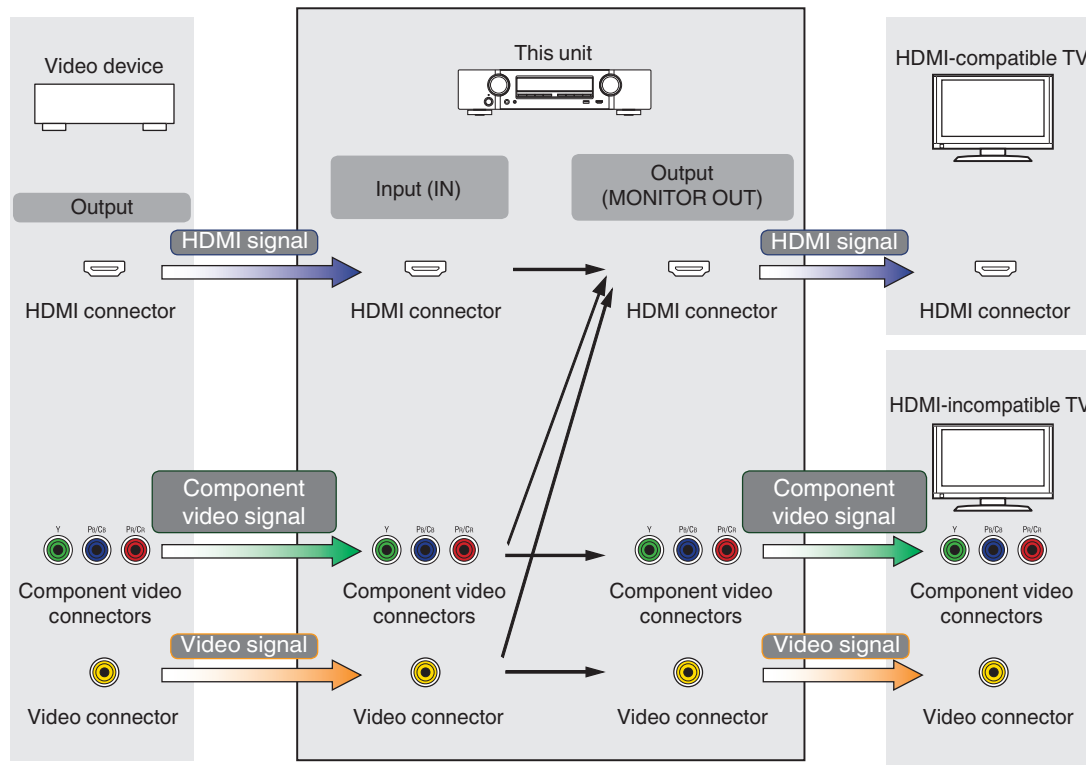 This unit
Video device
HDMI-compatible TV
Input (IN)
Output
(MONITOR OUT)
Output
HDMI signal
HDMI signal
HDMI connector
HDMI connector
HDMI connector
HDMI connector
HDMI-incompatible TV
Component
video signal
Component
video signal
Y PB/CB PR/CR
Y PB/CB PR/CR
Y PB/CB PR/CR
Y PB/CB PR/CR
Component video
connectors
Component video
connectors
Component video
connectors
Component video
connectors
Video signal
Video signal
Video connector
Video connector
Video connector
Video connector